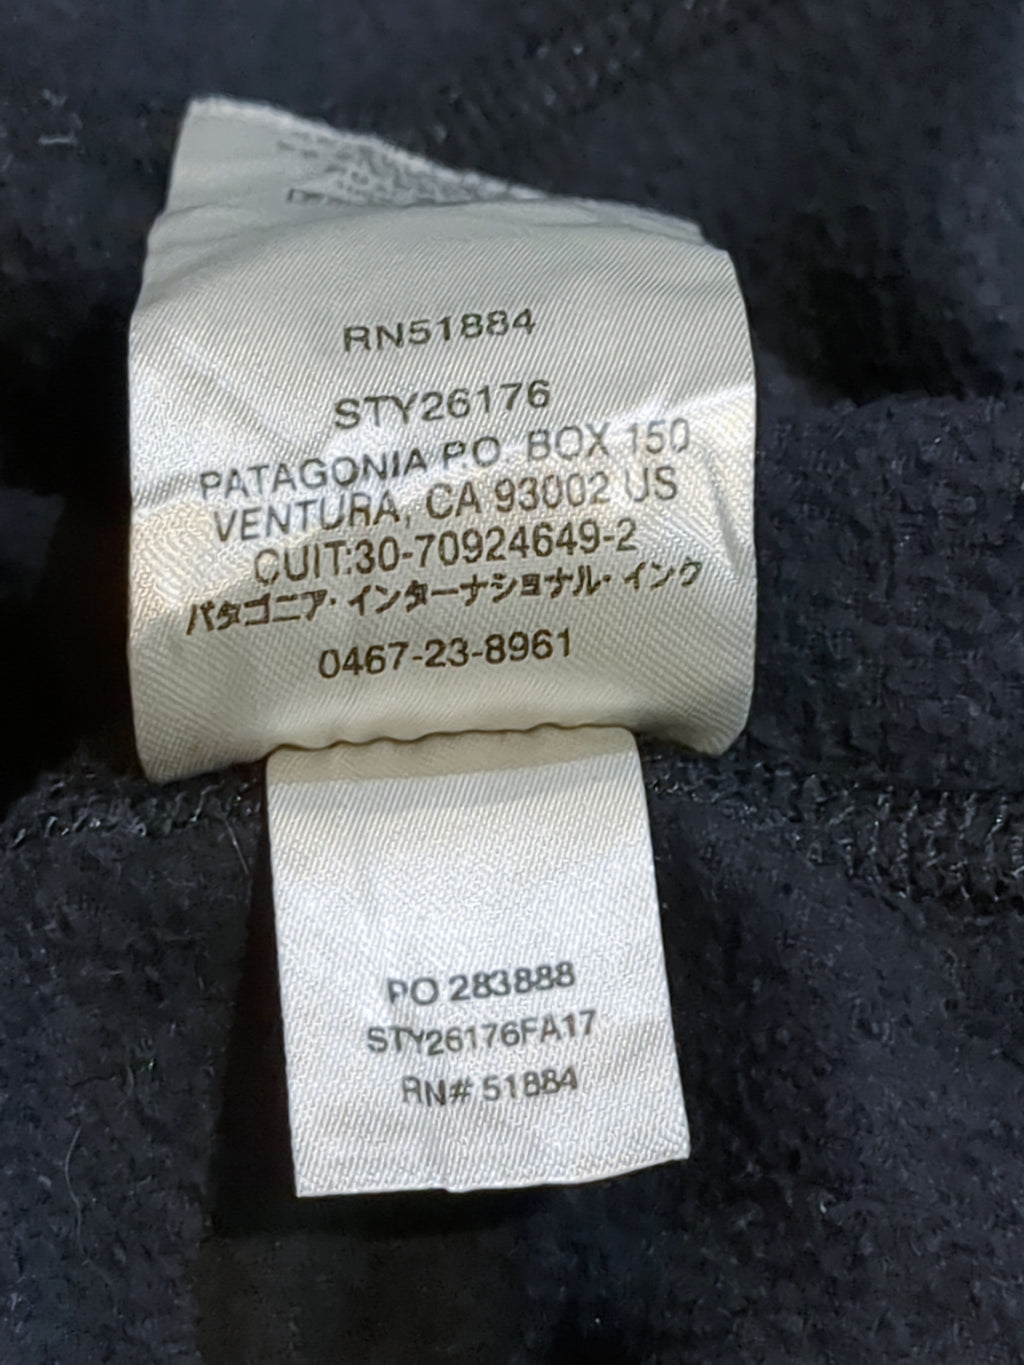 RN51884
STY26176
PATAGONIA P.O. BOX 150
VENTURA, CA 93002 US
CUIT:30-70924649-2
パタゴニア・インターナショナル・インク
0467-23-8961
PO 283888
STY26176FA17
RN# 51884